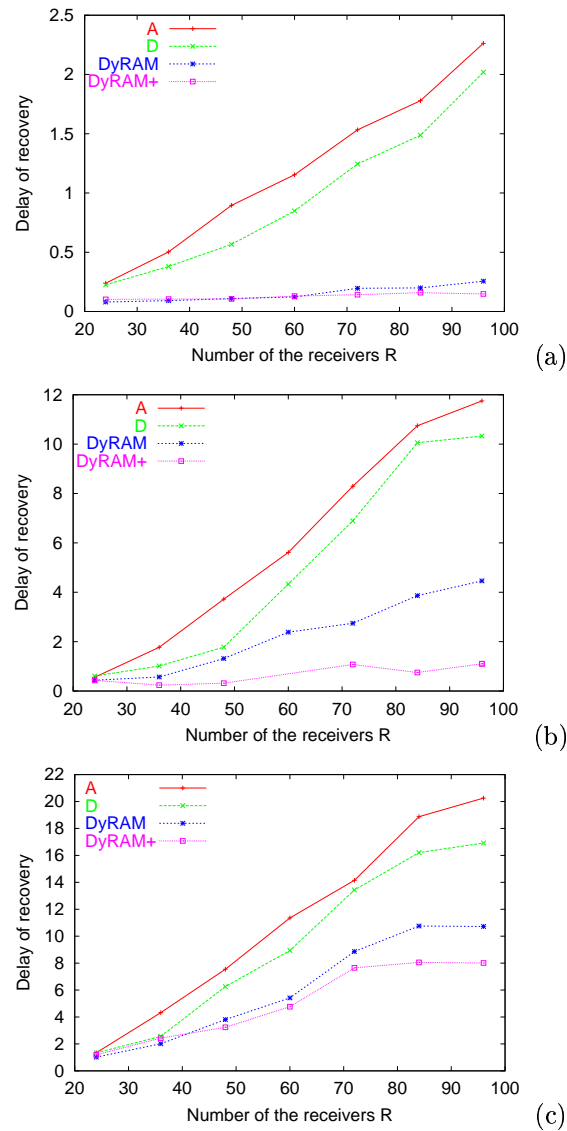 2.5
A
D
DyRAM
DyRAM+
2
1.5
Delay of recovery
1
0.5
0
20 30 40 50 60 70 80 90 100
Number of the receivers R
(a)
12
A
D
DyRAM
DyRAM+
10
8
Delay of recovery
6
4
2
0
20 30 40 50 60 70 80 90 100
Number of the receivers R
(b)
22
A
D
DyRAM
DyRAM+
20
18
16
14
12
Delay of recovery
10
8
6
4
2
0
20 30 40 50 60 70 80 90 100
Number of the receivers R
(c)